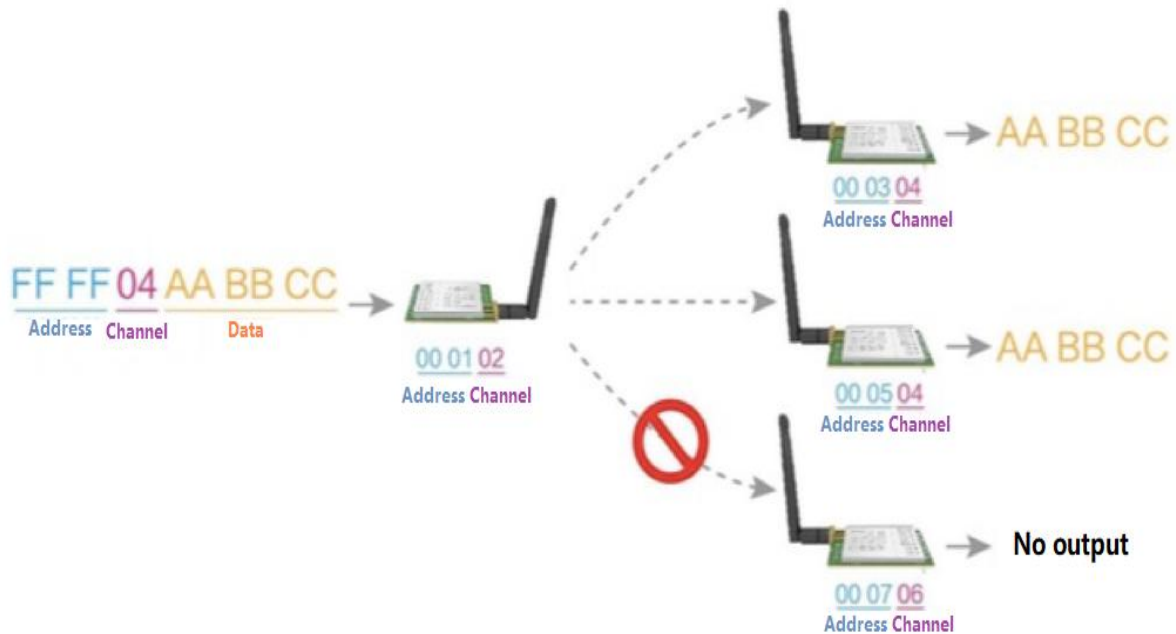 FF FF 04 AA BB CC
Address Channel Data
00 01 02
Address Channel
AA BB CC
00 03 04
Address Channel
AA BB CC
00 05 04
Address Channel
No output
00 07 06
Address Channel